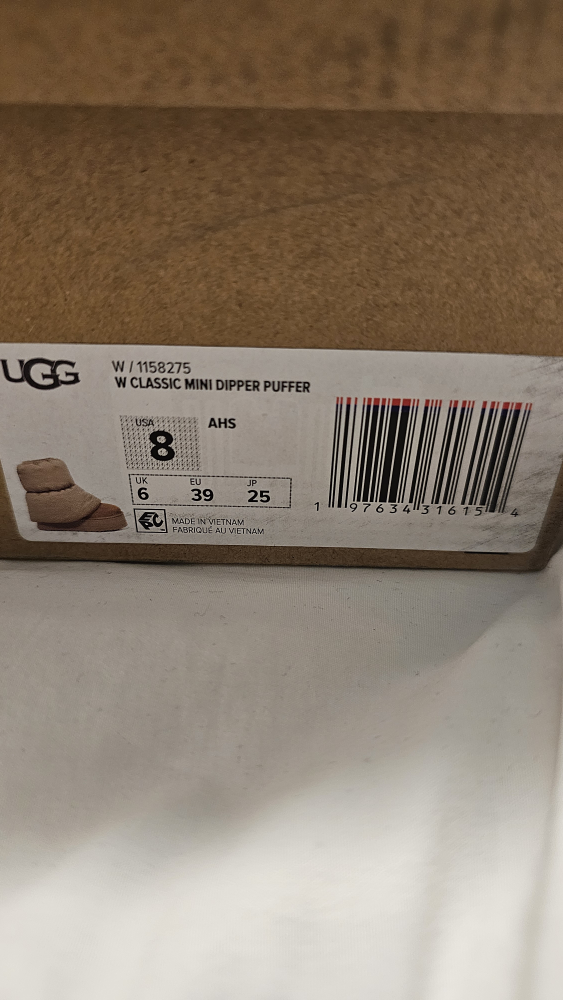 UGG
W / 1158275
W CLASSIC MINI DIPPER PUFFER
USA
8
AHS
UK EU JP
6 39 25
MADE IN VIETNAM
FABRIQUÉ AU VIETNAM
1 97634 31615 4